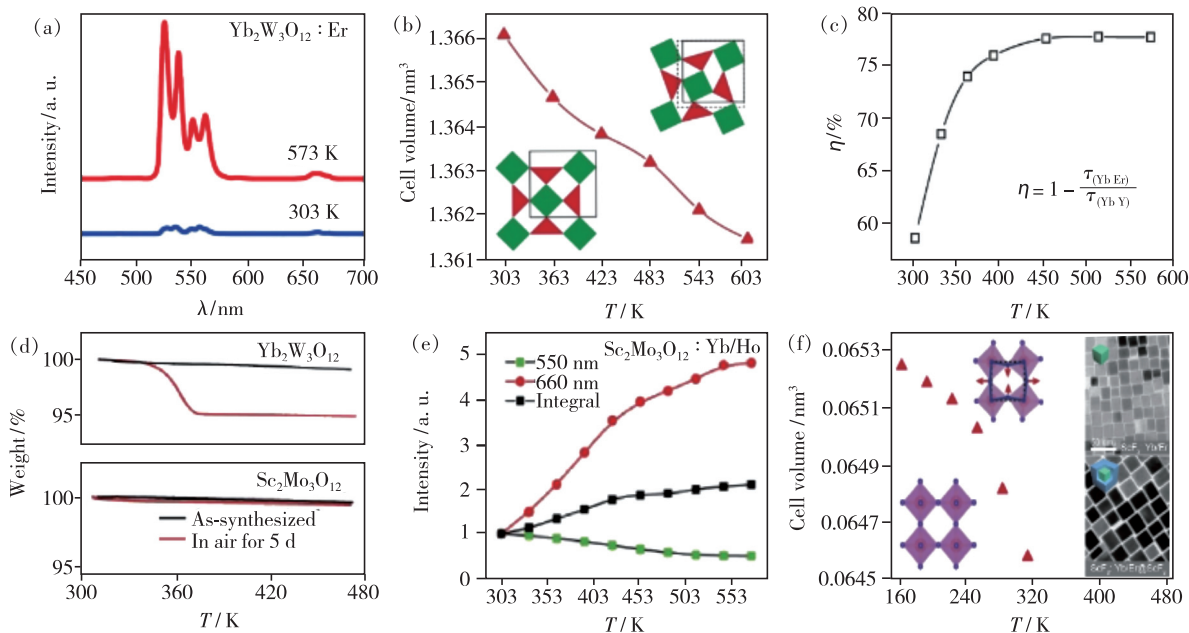 (a)
Yb₂W₃O₁₂ : Er
Intensity/a. u.
573 K
303 K
450 500 550 600 650 700
λ/nm
(b)
Cell volume/nm³
1.366
1.365
1.364
1.363
1.362
1.361
303 363 423 483 543 603
T / K
(c)
η/%
80
75
70
65
60
η = 1 − τ(Yb Er) / τ(Yb Y)
300 350 400 450 500 550 600
T / K
(d)
Weight/%
100
95
Yb₂W₃O₁₂
100
95
Sc₂Mo₃O₁₂
As-synthesized
In air for 5 d
300 360 420 480
T / K
(e)
Sc₂Mo₃O₁₂ : Yb/Ho
Intensity/a. u.
5
4
3
2
1
0
550 nm
660 nm
Integral
303 353 403 453 503 553
T / K
(f)
Cell volume /nm³
0.0653
0.0651
0.0649
0.0647
0.0645
160 240 320 400 480
T / K